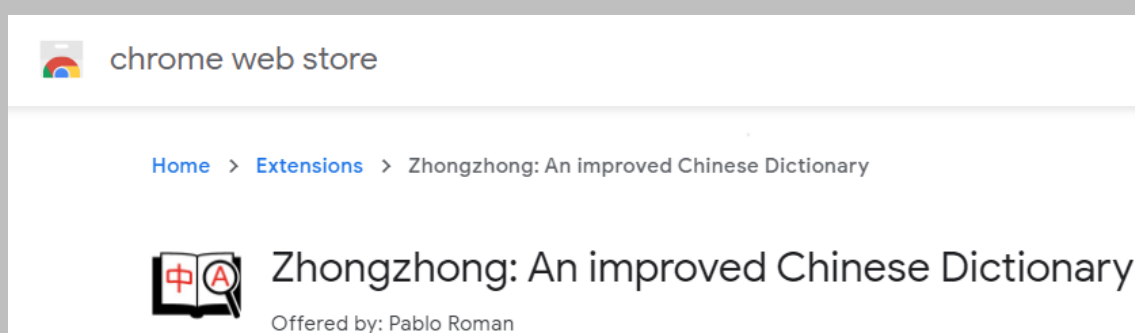 chrome web store
Home > Extensions > Zhongzhong: An improved Chinese Dictionary
中 A
Zhongzhong: An improved Chinese Dictionary
Offered by: Pablo Roman